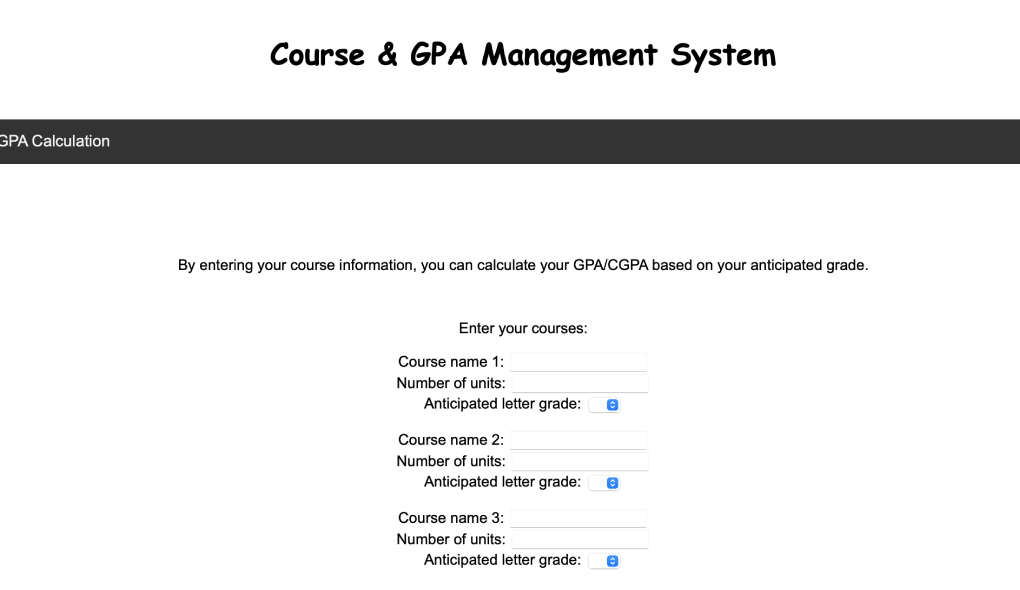 Course & GPA Management System
GPA Calculation
By entering your course information, you can calculate your GPA/CGPA based on your anticipated grade.
Enter your courses:
Course name 1:
Number of units:
Anticipated letter grade:
Course name 2:
Number of units:
Anticipated letter grade:
Course name 3:
Number of units:
Anticipated letter grade: